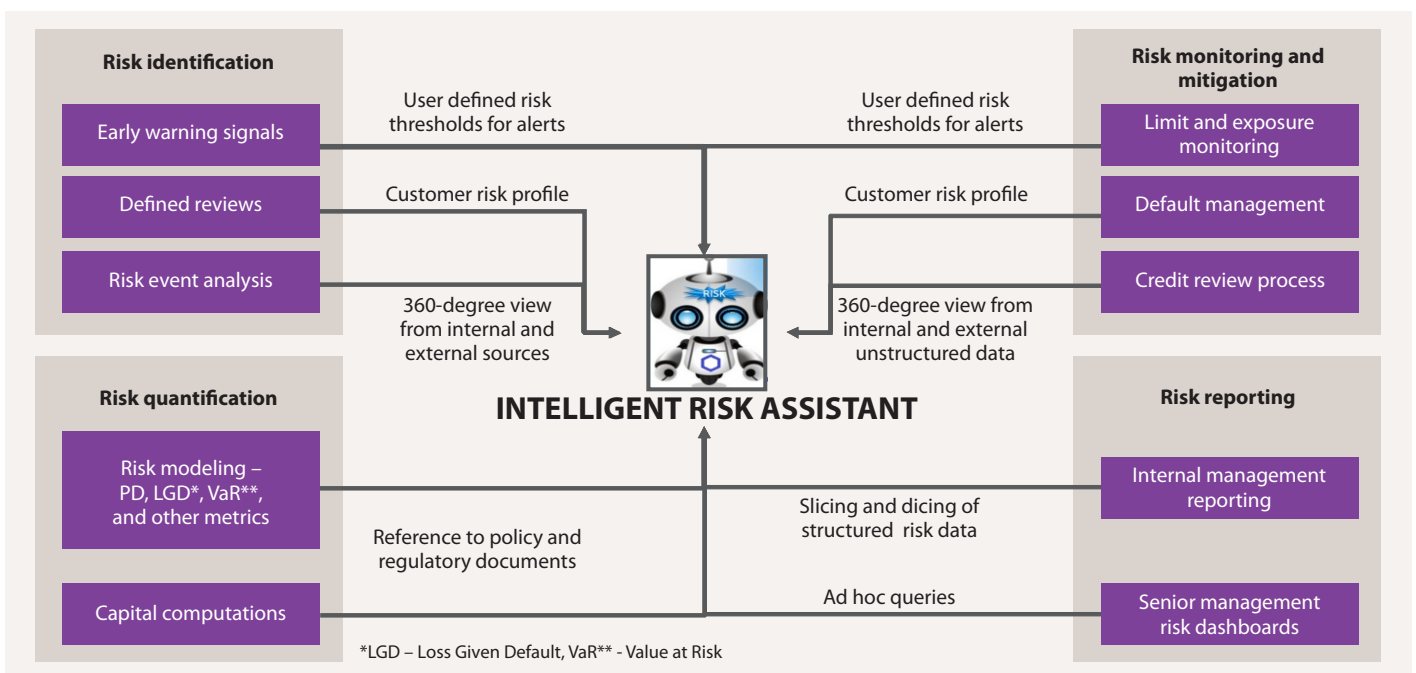 Risk identification
Early warning signals
Defined reviews
Risk event analysis
User defined risk
thresholds for alerts
Customer risk profile
360-degree view
from internal and
external sources
User defined risk
thresholds for alerts
Customer risk profile
360-degree view from
internal and external
unstructured data
Risk monitoring and
mitigation
Limit and exposure
monitoring
Default management
Credit review process
RISK
INTELLIGENT RISK ASSISTANT
Risk quantification
Risk modeling –
PD, LGD*, VaR**,
and other metrics
Capital computations
Reference to policy and
regulatory documents
Slicing and dicing of
structured risk data
Ad hoc queries
Risk reporting
Internal management
reporting
Senior management
risk dashboards
*LGD – Loss Given Default, VaR** - Value at Risk